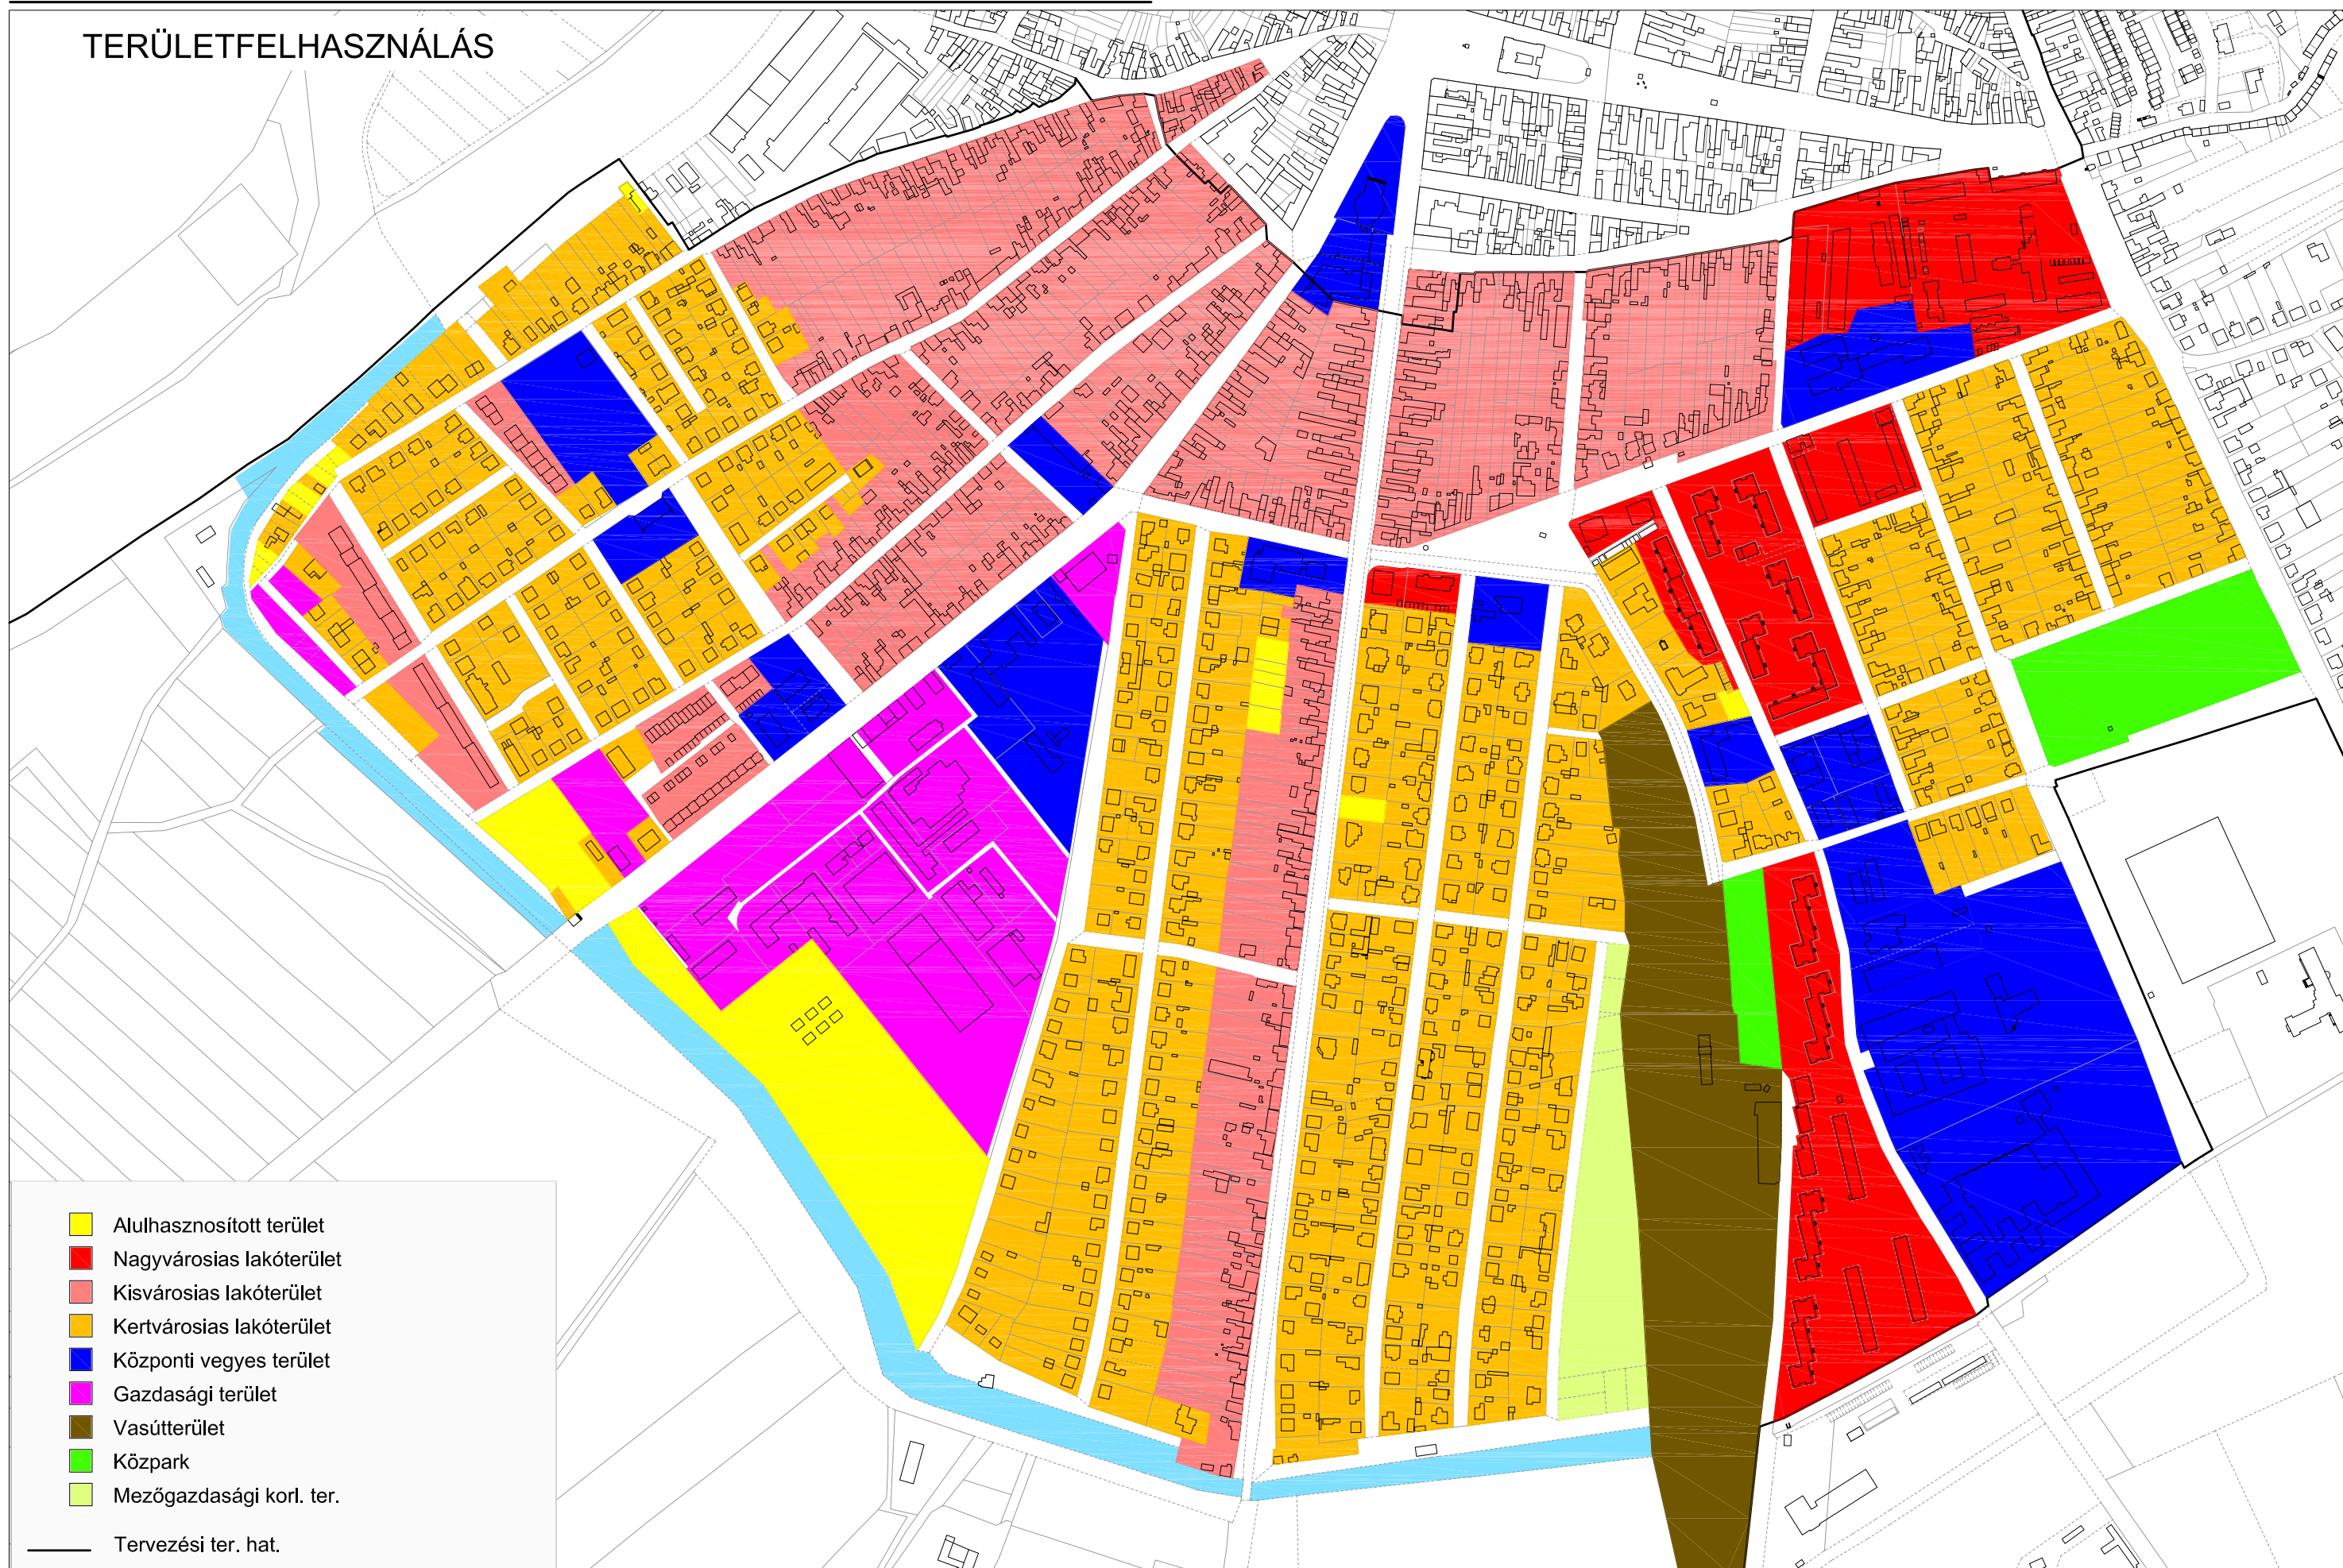 TERÜLETFELHASZNÁLÁS
Alulhasznosított terület
Nagyvárosias lakóterület
Kisvárosias lakóterület
Kertvárosias lakóterület
Központi vegyes terület
Gazdasági terület
Vasútterület
Közpark
Mezőgazdasági korl. ter.
Tervezési ter. hat.